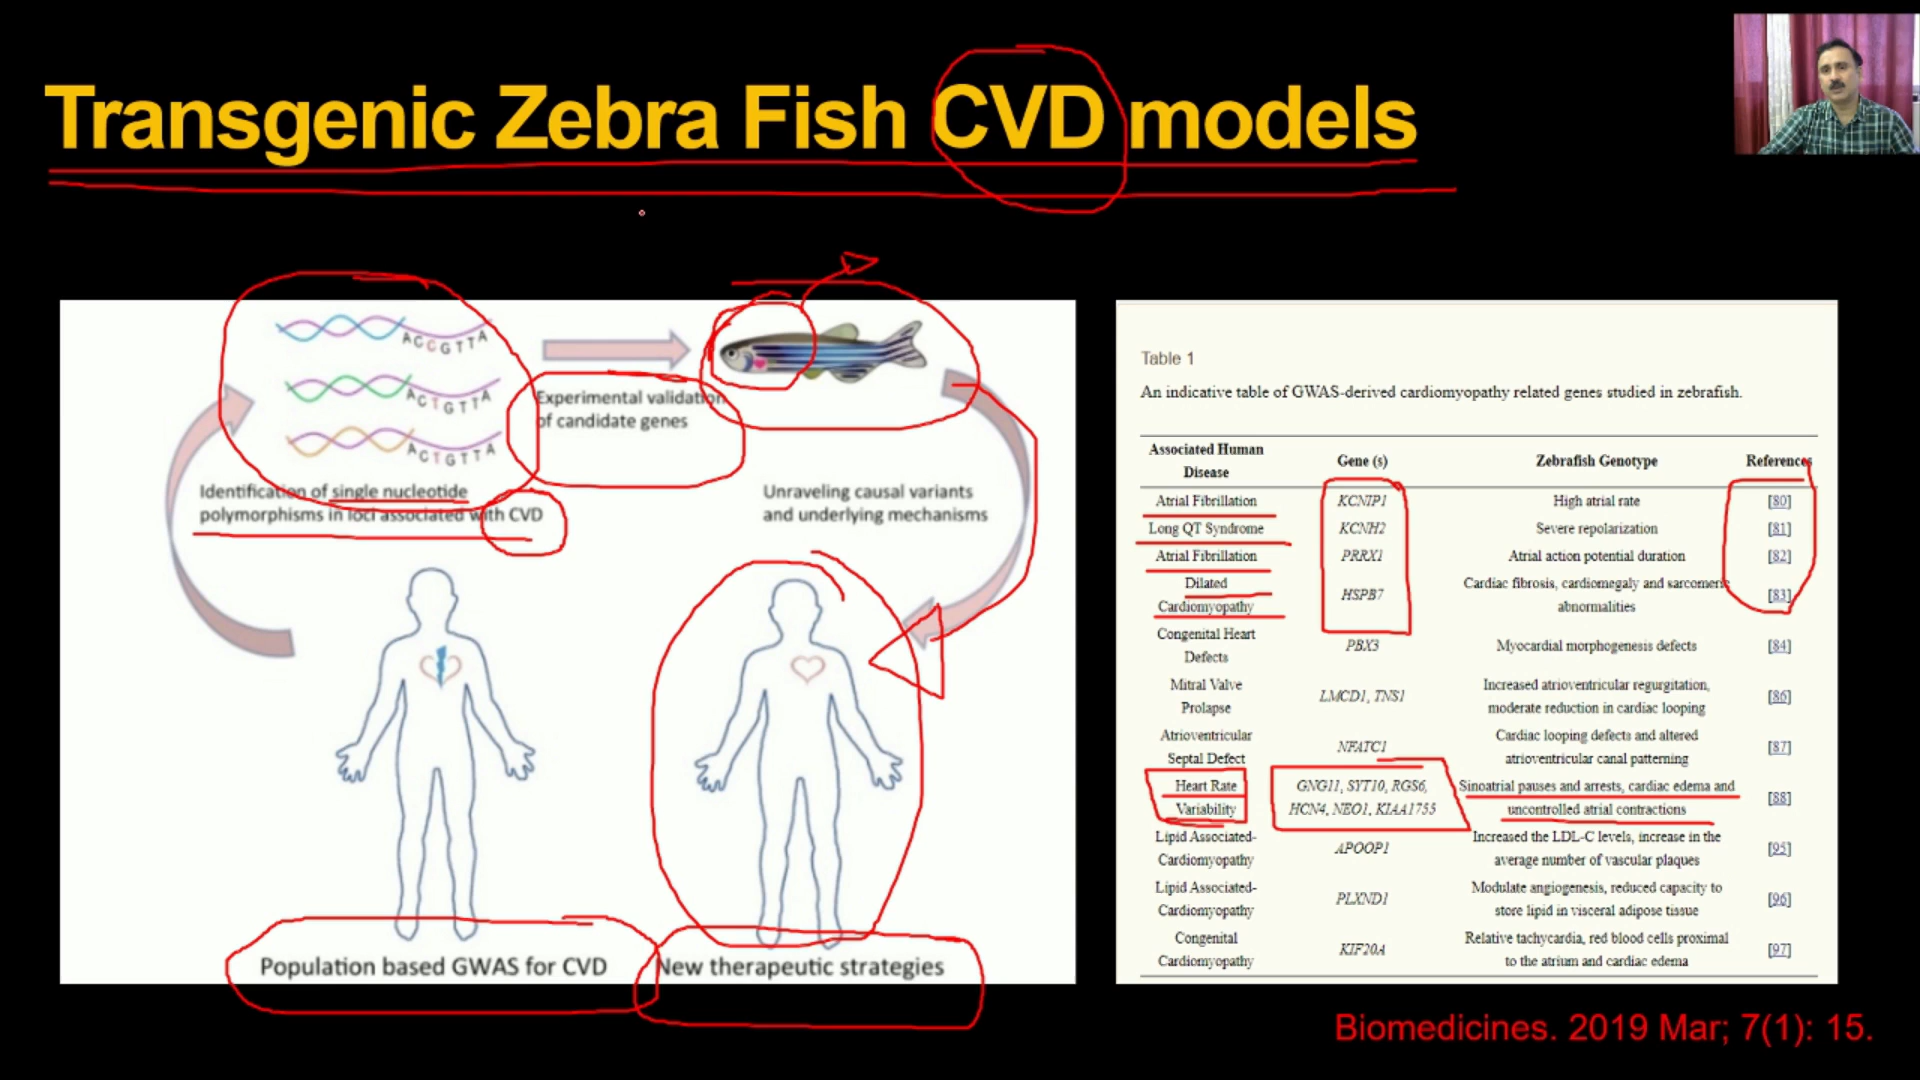 Transgenic Zebra Fish CVD models
ACCGTTA
ACTGTTA
ACTGTTA
Experimental validation
of candidate genes
Identification of single nucleotide
polymorphisms in loci associated with CVD
Unraveling causal variants
and underlying mechanisms
Population based GWAS for CVD
New therapeutic strategies
Table 1
An indicative table of GWAS-derived cardiomyopathy related genes studied in zebrafish.
Associated Human
Disease
Gene (s)
Zebrafish Genotype
References
Atrial Fibrillation KCNIP1 High atrial rate [80]
Long QT Syndrome KCNH2 Severe repolarization [81]
Atrial Fibrillation PRRX1 Atrial action potential duration [82]
Dilated
Cardiomyopathy
HSPB7
Cardiac fibrosis, cardiomegaly and sarcomeric
abnormalities
[83]
Congenital Heart
Defects
PBX3
Myocardial morphogenesis defects
[84]
Mitral Valve
Prolapse
LMCD1, TNS1
Increased atrioventricular regurgitation,
moderate reduction in cardiac looping
[86]
Atrioventricular
Septal Defect
NFATC1
Cardiac looping defects and altered
atrioventricular canal patterning
[87]
Heart Rate
Variability
GNG11, SYT10, RGS6,
HCN4, NEO1, KIAA1755
Sinoatrial pauses and arrests, cardiac edema and
uncontrolled atrial contractions
[88]
Lipid Associated-
Cardiomyopathy
APOOP1
Increased the LDL-C levels, increase in the
average number of vascular plaques
[95]
Lipid Associated-
Cardiomyopathy
PLXND1
Modulate angiogenesis, reduced capacity to
store lipid in visceral adipose tissue
[96]
Congenital
Cardiomyopathy
KIF20A
Relative tachycardia, red blood cells proximal
to the atrium and cardiac edema
[97]
Biomedicines. 2019 Mar; 7(1): 15.